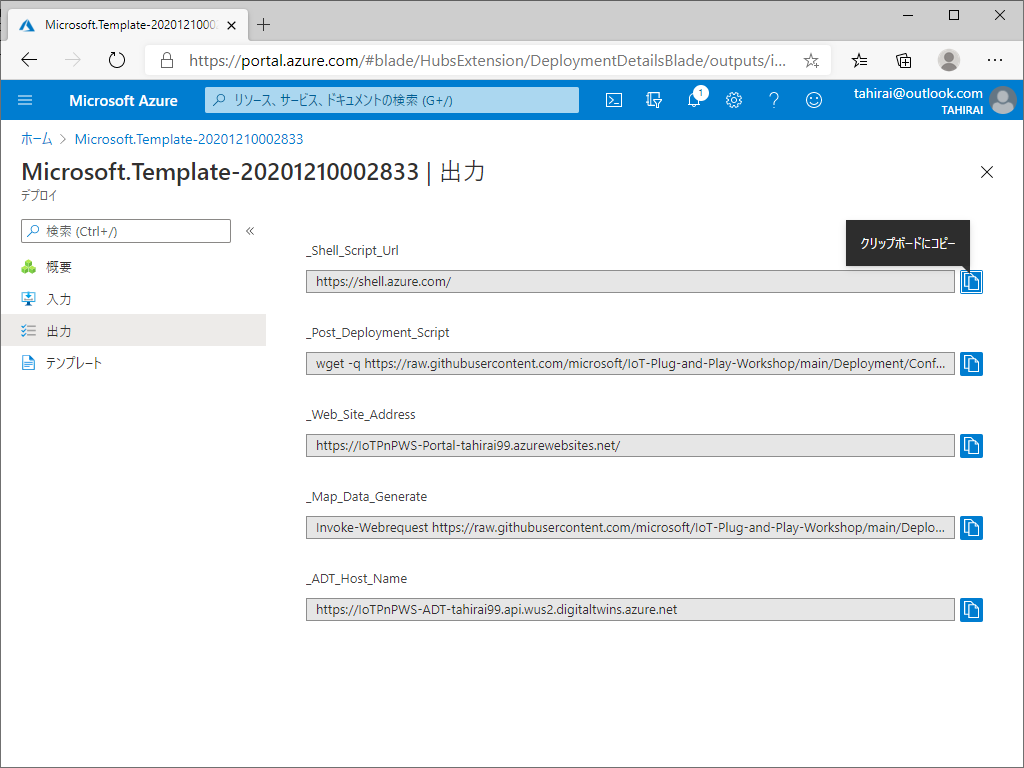 Microsoft.Template-20201210002
https://portal.azure.com/#blade/HubsExtension/DeploymentDetailsBlade/outputs/i...
Microsoft Azure
リソース、サービス、ドキュメントの検索 (G+/)
1
tahirai@outlook.com
TAHIRAI
ホーム > Microsoft.Template-20201210002833
Microsoft.Template-20201210002833 | 出力
デプロイ
検索 (Ctrl+/)
«
概要
入力
出力
テンプレート
クリップボードにコピー
_Shell_Script_Url
https://shell.azure.com/
_Post_Deployment_Script
wget -q https://raw.githubusercontent.com/microsoft/IoT-Plug-and-Play-Workshop/main/Deployment/Conf...
_Web_Site_Address
https://IoTPnPWS-Portal-tahirai99.azurewebsites.net/
_Map_Data_Generate
Invoke-Webrequest https://raw.githubusercontent.com/microsoft/IoT-Plug-and-Play-Workshop/main/Deplo...
_ADT_Host_Name
https://IoTPnPWS-ADT-tahirai99.api.wus2.digitaltwins.azure.net